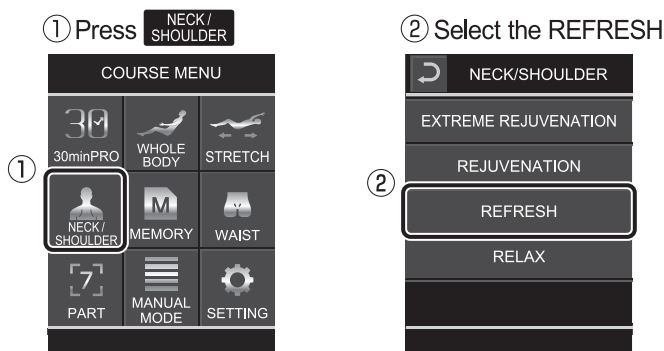 ① Press NECK/
SHOULDER
COURSE MENU
30
30minPRO
WHOLE
BODY
STRETCH
①
NECK/
SHOULDER
M
MEMORY
WAIST
7
PART
MANUAL
MODE
SETTING
② Select the REFRESH
NECK/SHOULDER
EXTREME REJUVENATION
REJUVENATION
②
REFRESH
RELAX